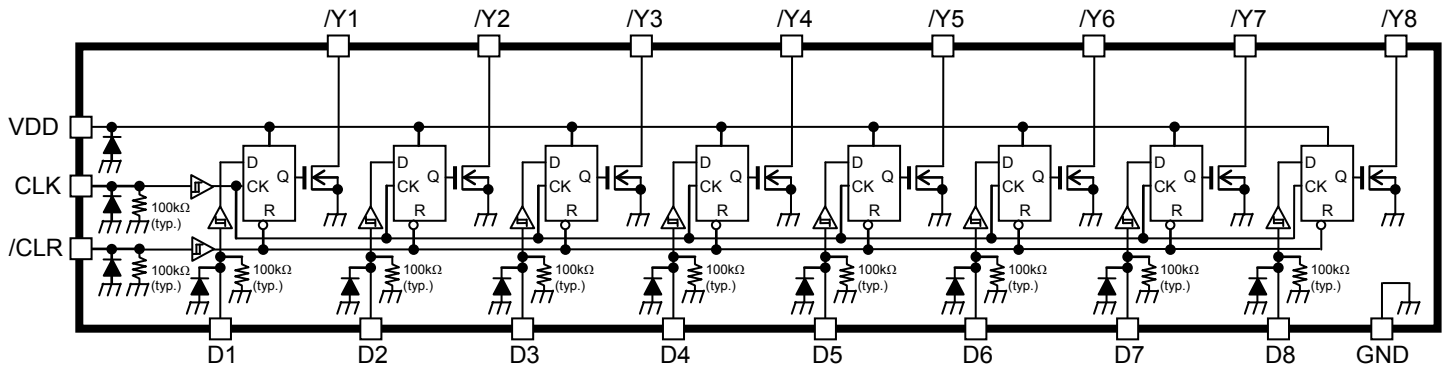 /Y1 /Y2 /Y3 /Y4 /Y5 /Y6 /Y7 /Y8
VDD
D D D D D D D D
CLK
Q Q Q Q Q Q Q Q
CK CK CK CK CK CK CK CK
100kΩ
(typ.)
R R R R R R R R
/CLR
100kΩ 100kΩ 100kΩ 100kΩ 100kΩ 100kΩ 100kΩ 100kΩ 100kΩ
(typ.) (typ.) (typ.) (typ.) (typ.) (typ.) (typ.) (typ.) (typ.)
D1 D2 D3 D4 D5 D6 D7 D8 GND